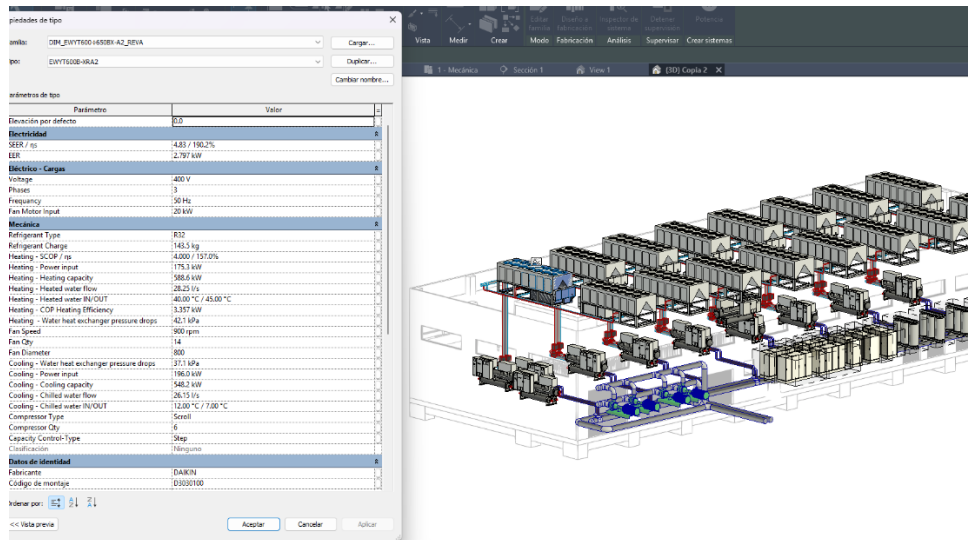 piedades de tipo
DIM_EWYT600-650BX-A2_REVA
Cargar...
EWYT600B-XRA2
Duplicar...
Cambiar nombre...
arámetros de tipo
Parámetro Valor =
Elevación por defecto 0.0
Electricidad
SEER / ηs 4.83 / 190.2%
EER 2.797 kW
Eléctrico - Cargas
Voltage 400 V
Phases 3
Frequency 50 Hz
Fan Motor Input 20 kW
Mecánica
Refrigerant Type R32
Refrigerant Charge 143.5 kg
Heating - SCOP / ηs 4.000 / 157.0%
Heating - Power input 175.3 kW
Heating - Heating capacity 588.6 kW
Heating - Heated water flow 28.25 l/s
Heating - Heated water IN/OUT 40.00 °C / 45.00 °C
Heating - COP Heating Efficiency 3.357 kW
Heating - Water heat exchanger pressure drops 42.1 kPa
Fan Speed 900 rpm
Fan Qty 14
Fan Diameter 800
Cooling - Water heat exchanger pressure drops 37.1 kPa
Cooling - Power input 196.0 kW
Cooling - Cooling capacity 548.2 kW
Cooling - Chilled water flow 26.15 l/s
Cooling - Chilled water IN/OUT 12.00 °C / 7.00 °C
Compressor Type Scroll
Compressor Qty 6
Capacity Control-Type Step
Clasificación Ninguno
Datos de identidad
Fabricante DAIKIN
Código de montaje D3030100
Ordenar por:
<< Vista previa
Aceptar Cancelar Aplicar
Editar familia
Diseño a fabricación
Inspector de sistema
Detener supervisión
Potencia
Vista Medir Crear Modo Fabricación Análisis Supervisar Crear sistemas
1 - Mecánica Sección 1 View 1 {3D} Copia 2 X